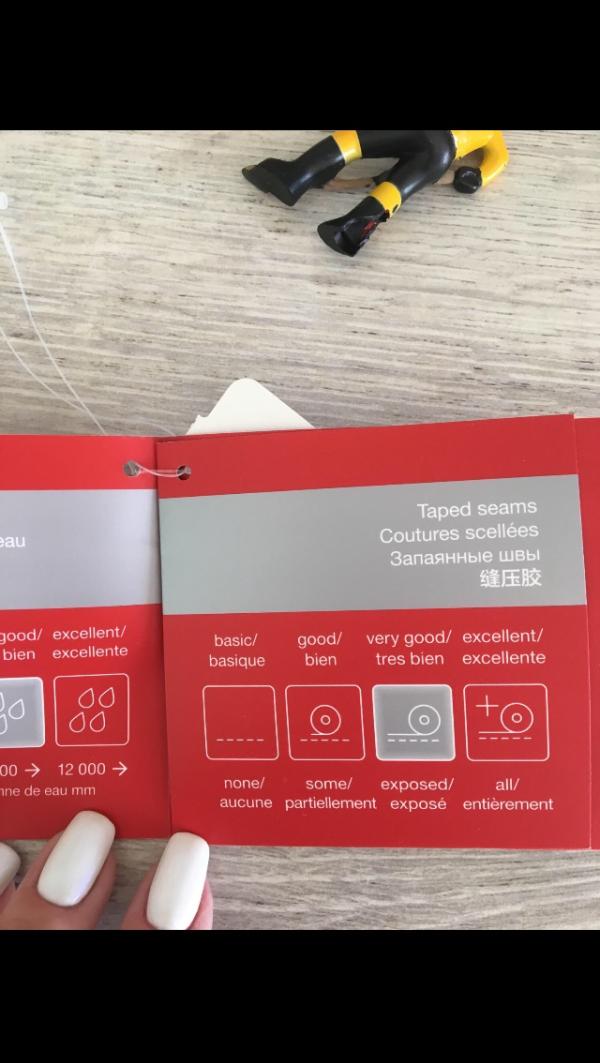 eau
good/ excellent/
bien excellente
00 → 12 000 →
nne de eau mm
Taped seams
Coutures scellées
Запаянные швы
缝压胶
basic/ good/ very good/ excellent/
basique bien tres bien excellente
none/ some/ exposed/ all/
aucune partiellement exposé entièrement